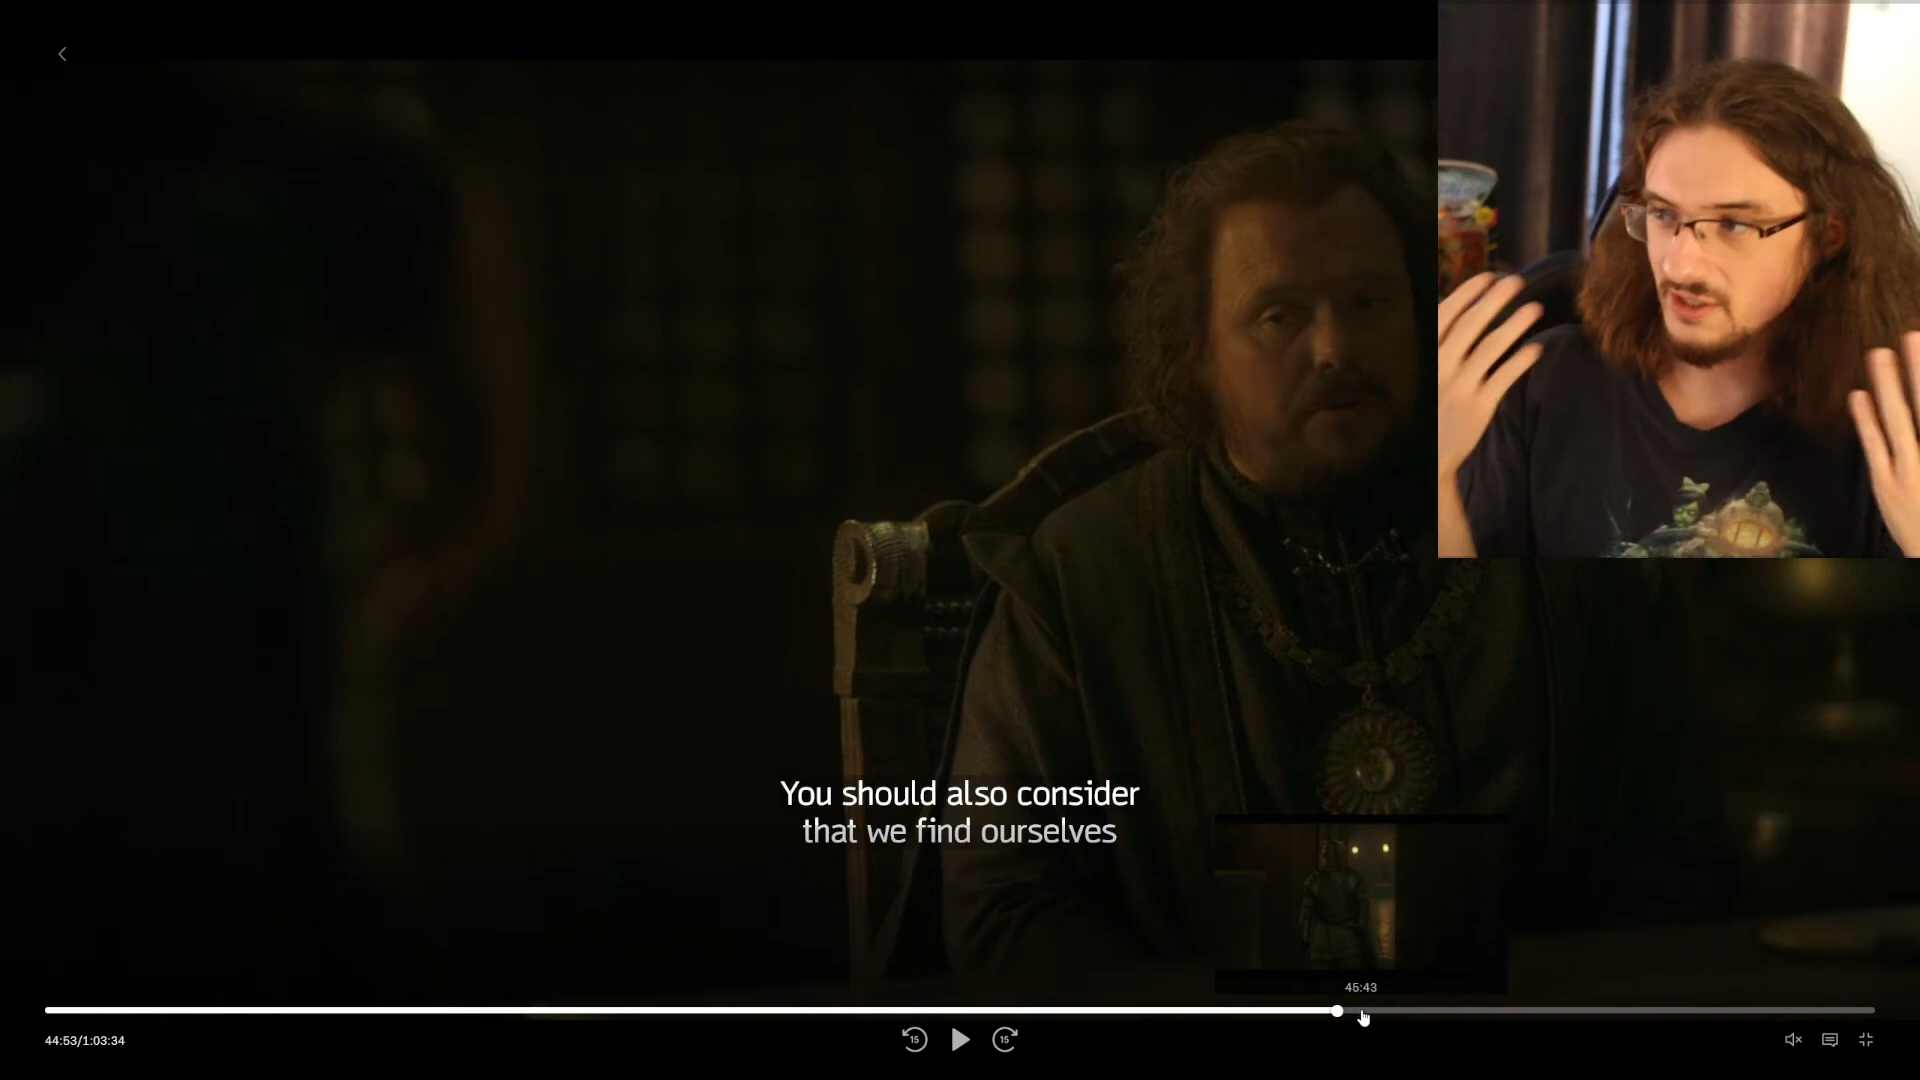 You should also consider
that we find ourselves
45:43
44:53/1:03:34
15
15